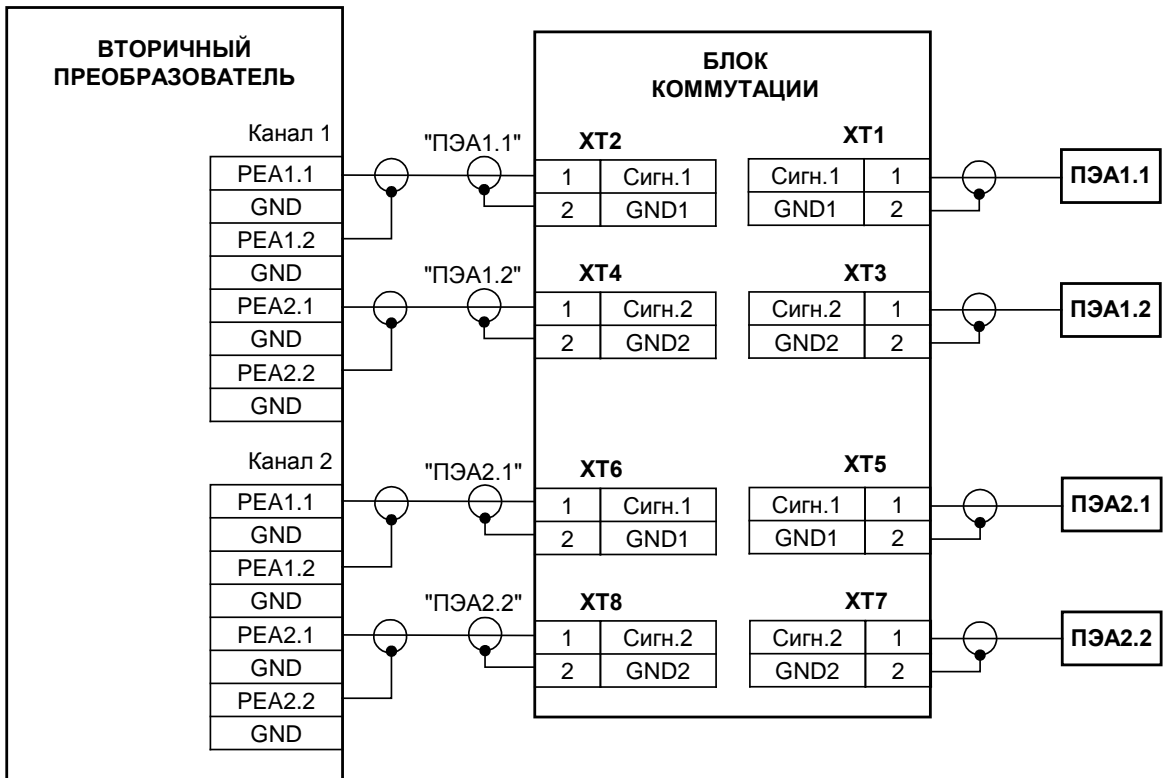 ВТОРИЧНЫЙ
ПРЕОБРАЗОВАТЕЛЬ
БЛОК
КОММУТАЦИИ
Канал 1
"ПЭА1.1"
XT2
XT1
PEA1.1
1
Сигн.1
Сигн.1
1
ПЭА1.1
GND
2
GND1
GND1
2
PEA1.2
GND
"ПЭА1.2"
XT4
XT3
PEA2.1
1
Сигн.2
Сигн.2
1
ПЭА1.2
GND
2
GND2
GND2
2
PEA2.2
GND
Канал 2
"ПЭА2.1"
XT6
XT5
PEA1.1
1
Сигн.1
Сигн.1
1
ПЭА2.1
GND
2
GND1
GND1
2
PEA1.2
GND
"ПЭА2.2"
XT8
XT7
PEA2.1
1
Сигн.2
Сигн.2
1
ПЭА2.2
GND
2
GND2
GND2
2
PEA2.2
GND